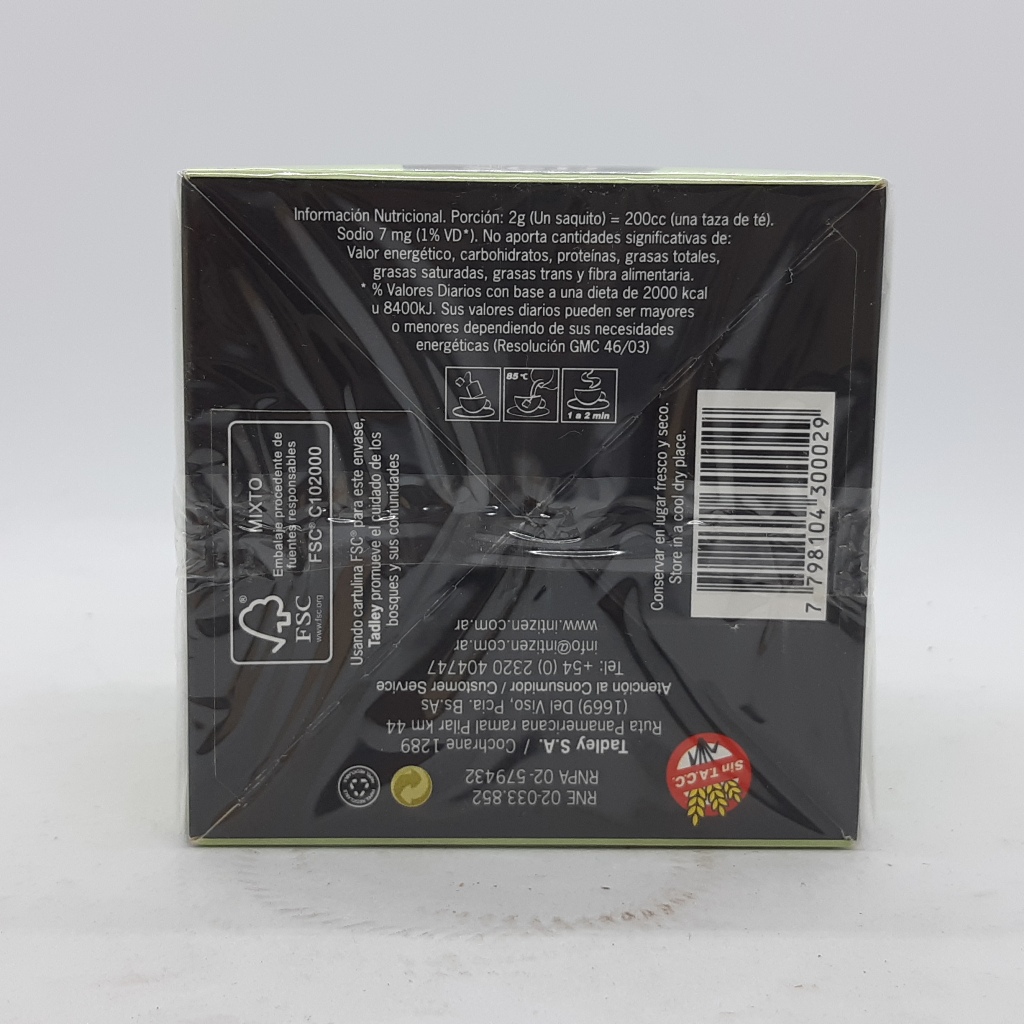 Información Nutricional. Porción: 2g (Un saquito) = 200cc (una taza de té).
Sodio 7 mg (1% VD*). No aporta cantidades significativas de:
Valor energético, carbohidratos, proteínas, grasas totales,
grasas saturadas, grasas trans y fibra alimentaria.
* % Valores Diarios con base a una dieta de 2000 kcal
u 8400kJ. Sus valores diarios pueden ser mayores
o menores dependiendo de sus necesidades
energéticas (Resolución GMC 46/03)
85 °C
1 a 2 min
MIXTO
Embalaje procedente de
fuentes responsables
FSC® C102000
®
FSC
www.fsc.org
Usando cartulina FSC® para este envase,
Tadley promueve el cuidado de los
bosques y sus comunidades
Conservar en lugar fresco y seco.
Store in a cool dry place.
7 798104 300029
RNE 02-033.852
RNPA 02-579432
Tadley S.A. / Cochrane 1289
Ruta Panamericana ramal Pilar km 44
(1669) Del Viso, Pcia. Bs.As
Atención al Consumidor / Customer Service
Tel: +54 (0) 2320 404747
info@intizen.com.ar
www.intizen.com.ar
Sin T.A.C.C.